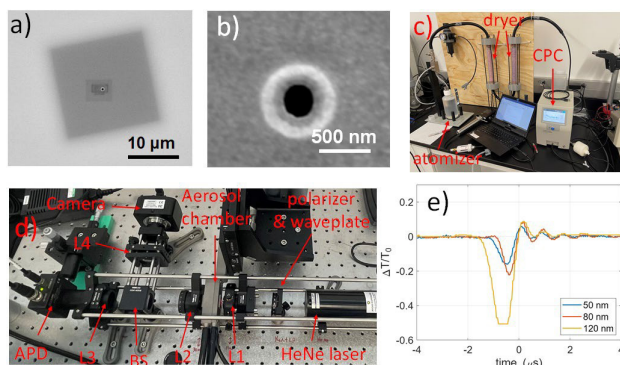 a)
10 μm
b)
500 nm
c)
dryer
CPC
atomizer
d)
Camera
Aerosol
chamber
polarizer
& waveplate
L4
APD
L3
BS
L2
L1
HeNe laser
e)
ΔT/T0
0.2
0
-0.2
-0.4
-0.6
50 nm
80 nm
120 nm
-4
-2
0
2
4
time (μs)